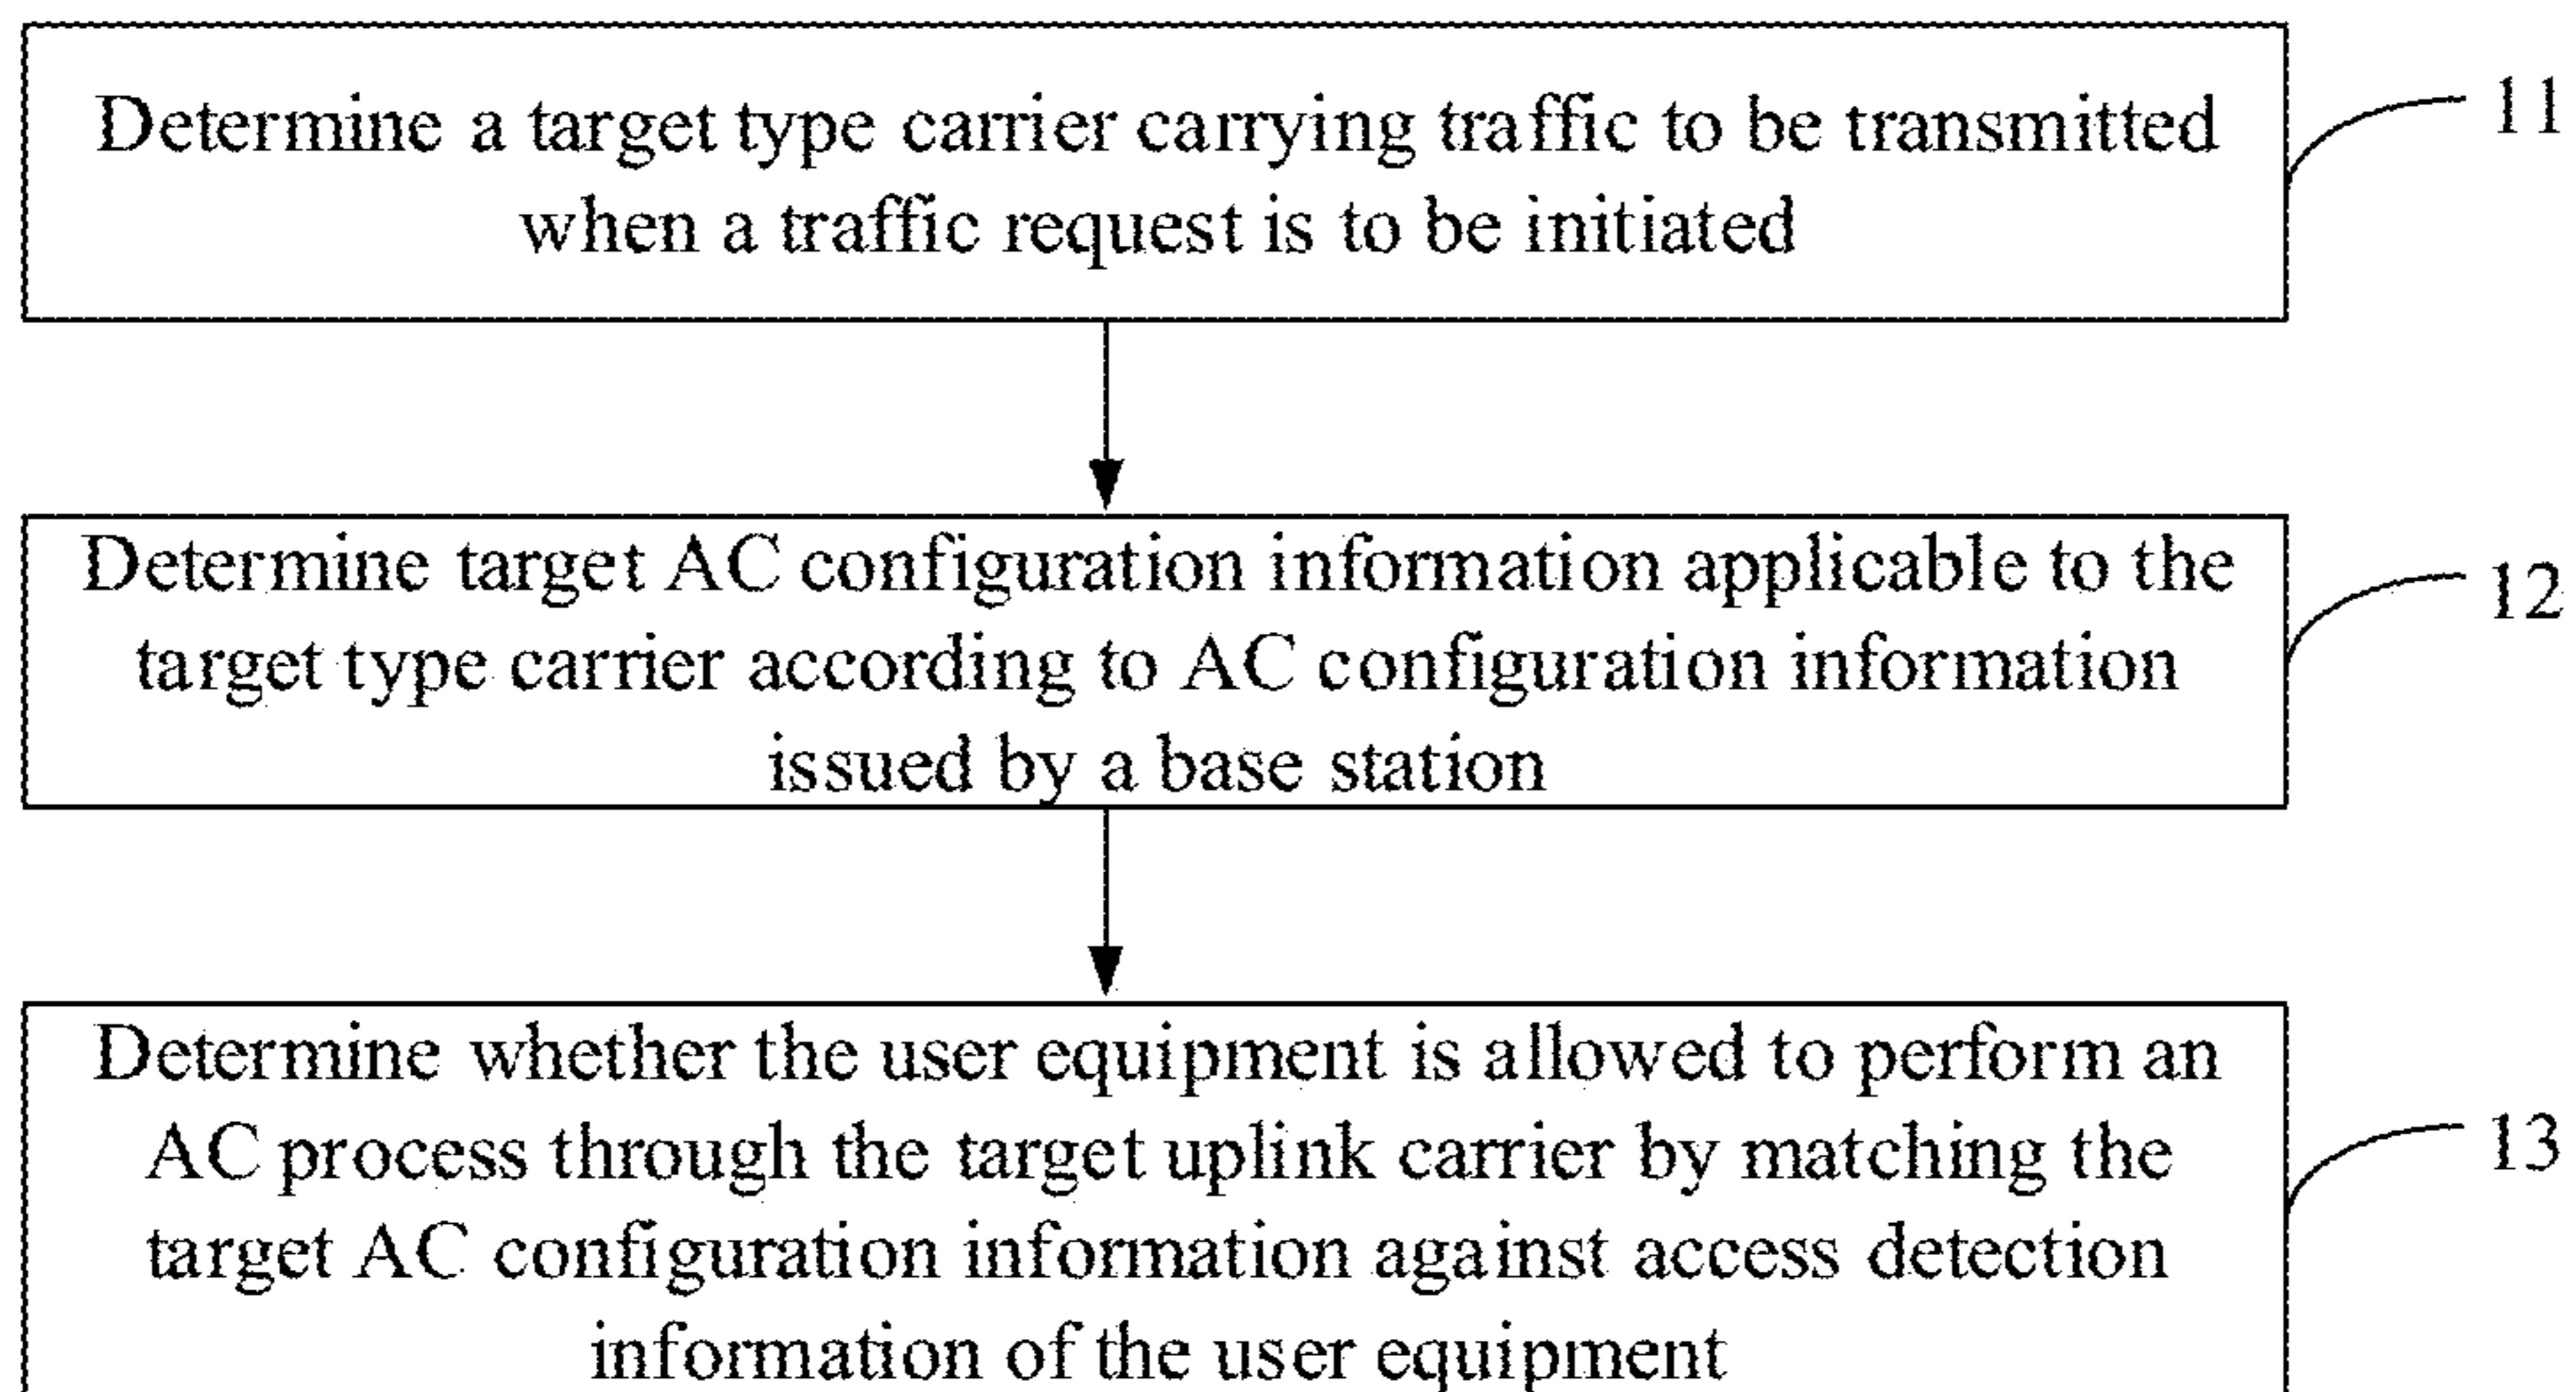 Determine a target type carrier carrying traffic to be transmitted
when a traffic request is to be initiated
11
Determine target AC configuration information applicable to the
target type carrier according to AC configuration information
issued by a base station
12
Determine whether the user equipment is allowed to perform an
AC process through the target uplink carrier by matching the
target AC configuration information against access detection
information of the user equipment
13